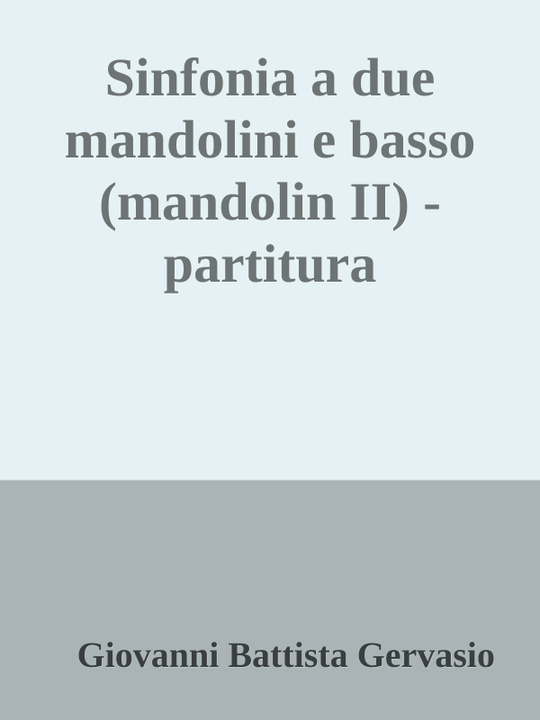 Sinfonia a due
mandolini e basso
(mandolin II) -
partitura
Giovanni Battista Gervasio